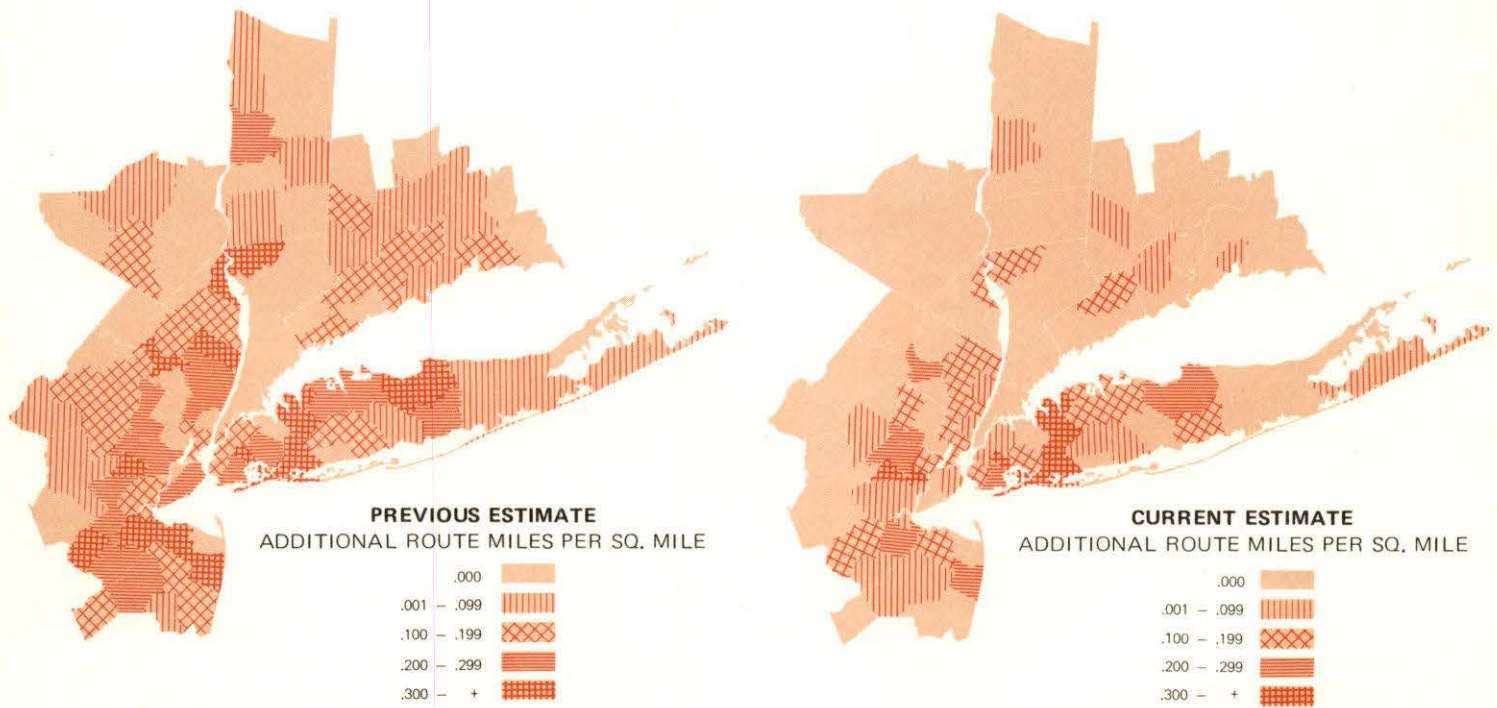 PREVIOUS ESTIMATE
ADDITIONAL ROUTE MILES PER SQ. MILE
.000
.001 – .099
.100 – .199
.200 – .299
.300 – +
CURRENT ESTIMATE
ADDITIONAL ROUTE MILES PER SQ. MILE
.000
.001 – .099
.100 – .199
.200 – .299
.300 – +